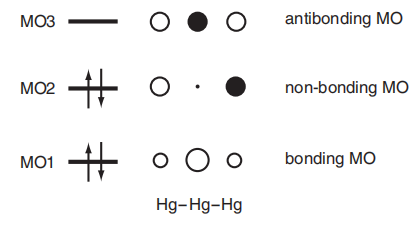 MO3 antibonding MO
MO2 non-bonding MO
MO1 bonding MO
Hg–Hg–Hg